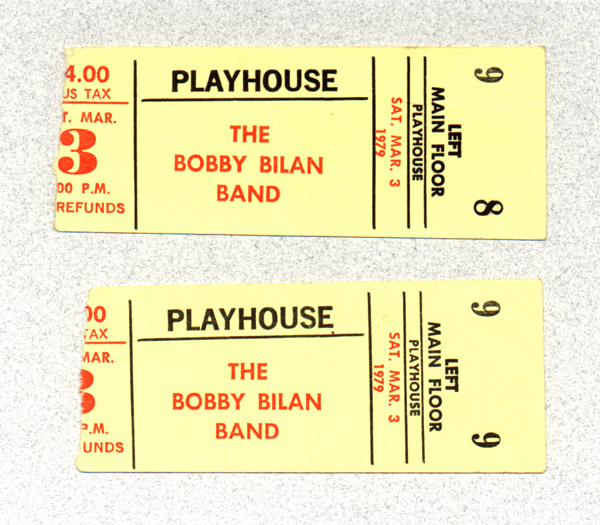 4.00
US TAX
T. MAR.
3
00 P.M.
REFUNDS
PLAYHOUSE
THE
BOBBY BILAN
BAND
9 8
LEFT
MAIN FLOOR
PLAYHOUSE
SAT. MAR. 3
1979
00
TAX
MAR.
3
P.M.
UNDS
PLAYHOUSE
THE
BOBBY BILAN
BAND
9 9
LEFT
MAIN FLOOR
PLAYHOUSE
SAT. MAR. 3
1979